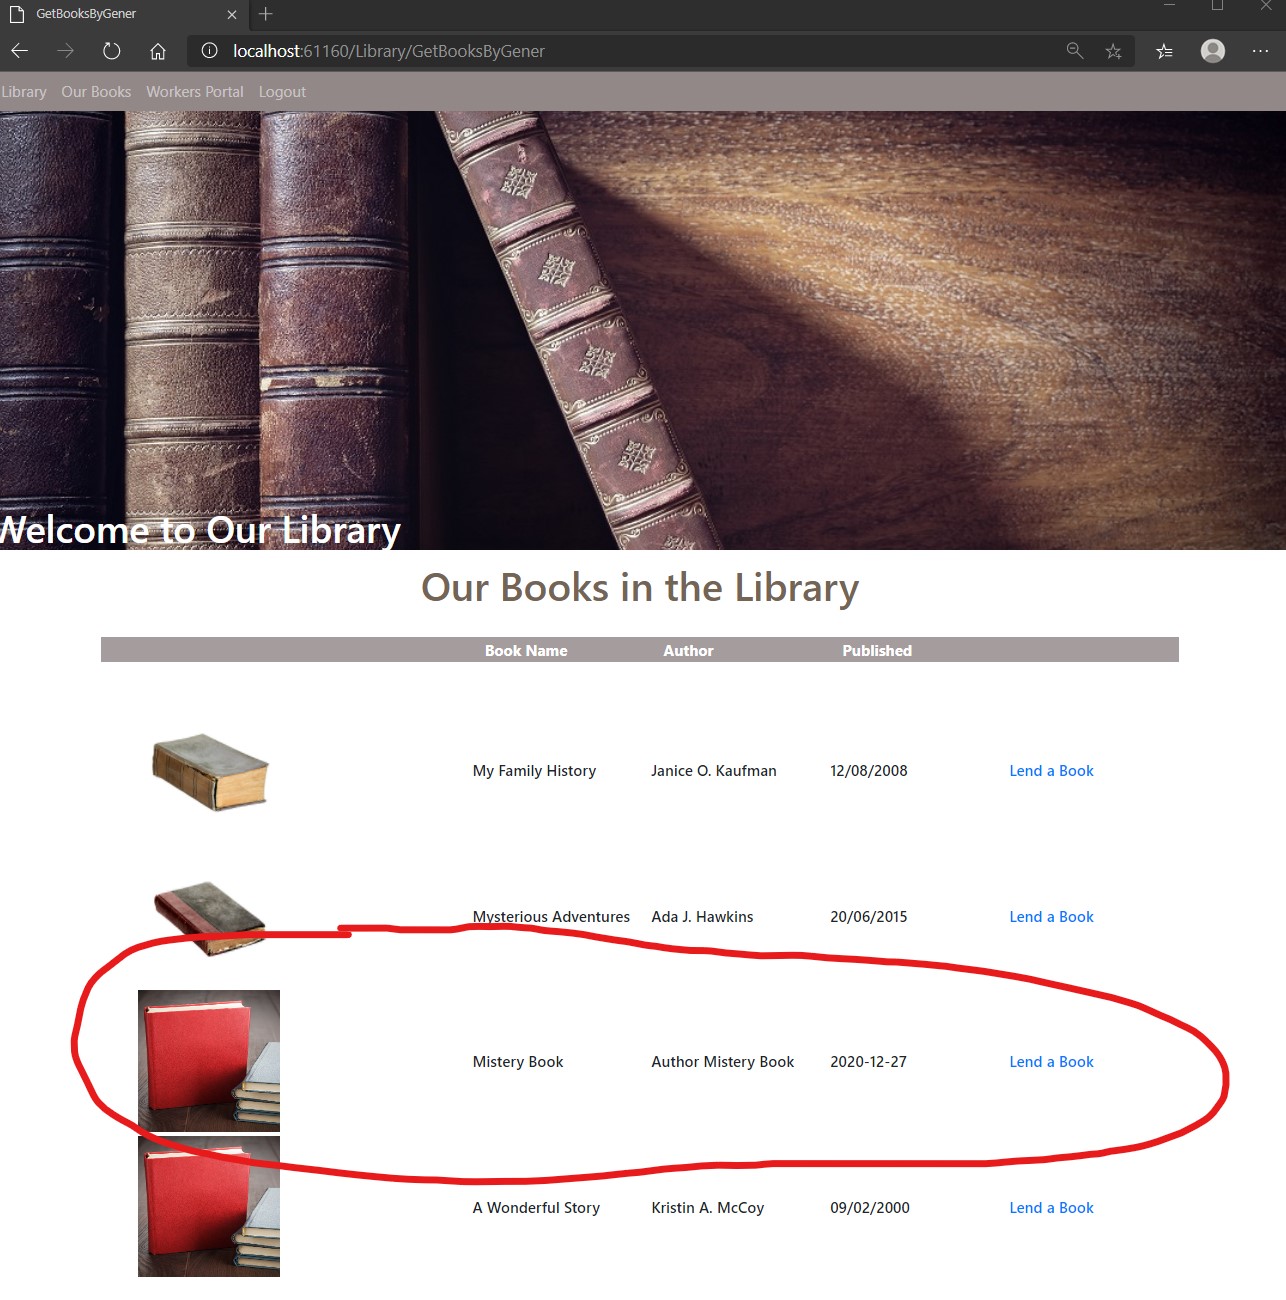 GetBooksByGener
localhost:61160/Library/GetBooksByGener
Library Our Books Workers Portal Logout
Welcome to Our Library
Our Books in the Library
Book Name Author Published
My Family History Janice O. Kaufman 12/08/2008 Lend a Book
Mysterious Adventures Ada J. Hawkins 20/06/2015 Lend a Book
Mistery Book Author Mistery Book 2020-12-27 Lend a Book
A Wonderful Story Kristin A. McCoy 09/02/2000 Lend a Book